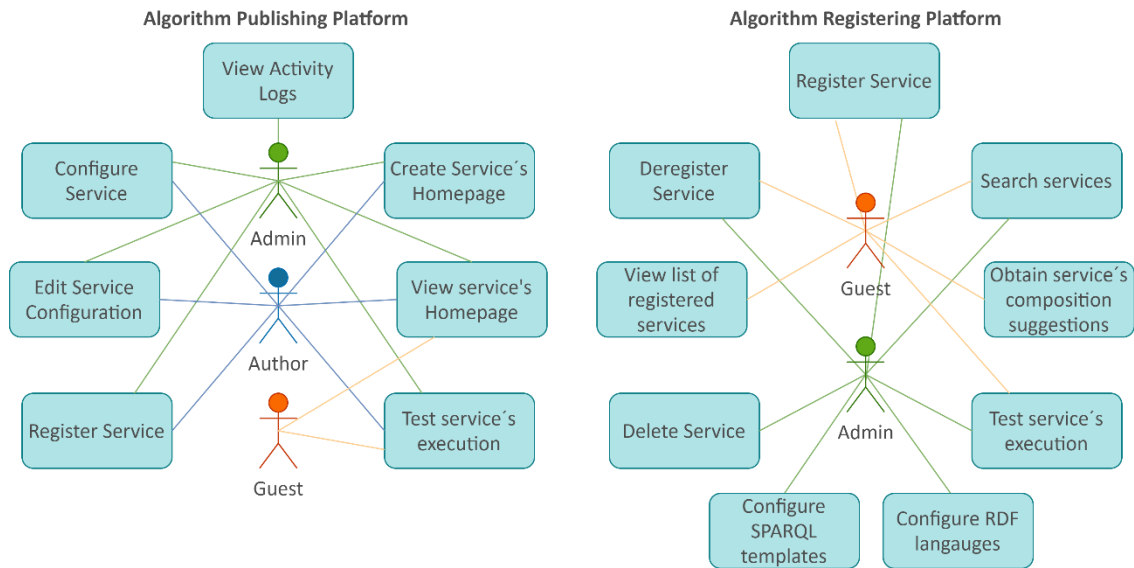 Algorithm Publishing Platform
View Activity
Logs
Configure
Service
Create Service´s
Homepage
Admin
Edit Service
Configuration
View service's
Homepage
Author
Register Service
Test service´s
execution
Guest
Algorithm Registering Platform
Register Service
Deregister
Service
Search services
View list of
registered
services
Guest
Obtain service´s
composition
suggestions
Delete Service
Admin
Test service´s
execution
Configure
SPARQL
templates
Configure RDF
langauges